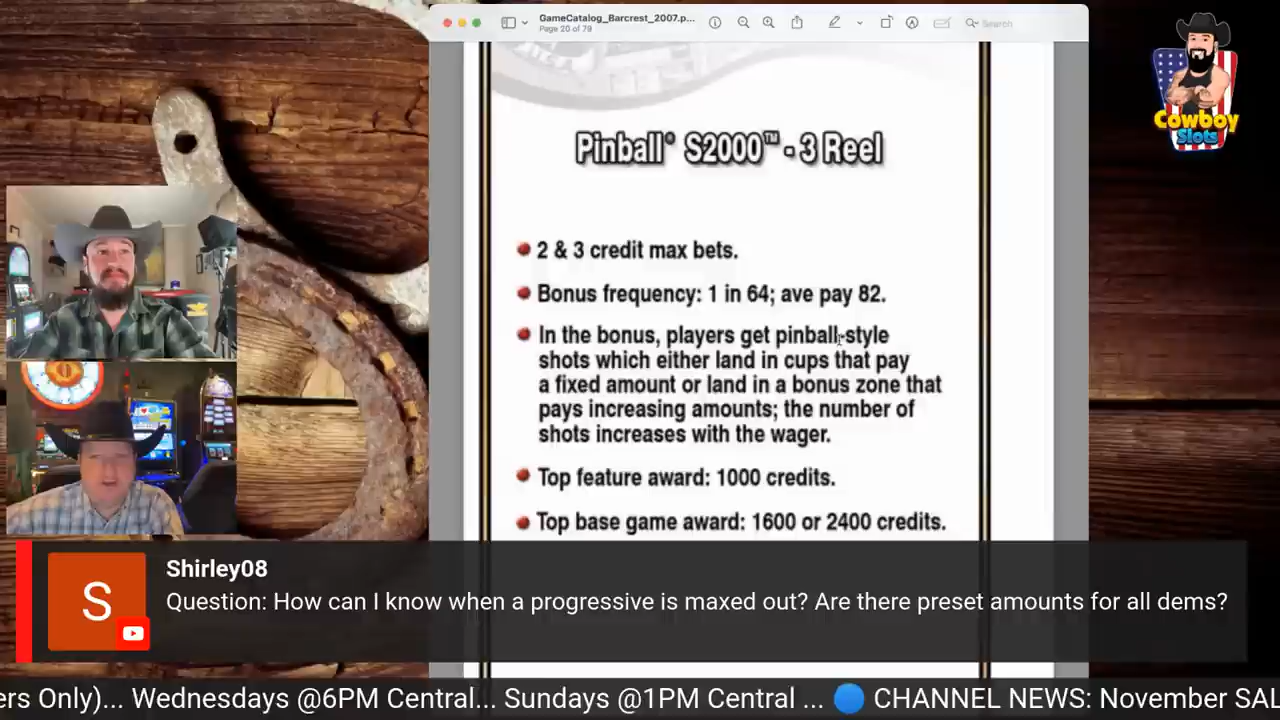 GameCatalog_Barcrest_2007.p...
Page 20 of 79
Search
Cowboy
Slots
Pinball® S2000™ - 3 Reel
2 & 3 credit max bets.
Bonus frequency: 1 in 64; ave pay 82.
In the bonus, players get pinball-style
shots which either land in cups that pay
a fixed amount or land in a bonus zone that
pays increasing amounts; the number of
shots increases with the wager.
Top feature award: 1000 credits.
Top base game award: 1600 or 2400 credits.
S
Shirley08
Question: How can I know when a progressive is maxed out? Are there preset amounts for all dems?
ers Only)... Wednesdays @6PM Central... Sundays @1PM Central ... 🔵 CHANNEL NEWS: November SAL